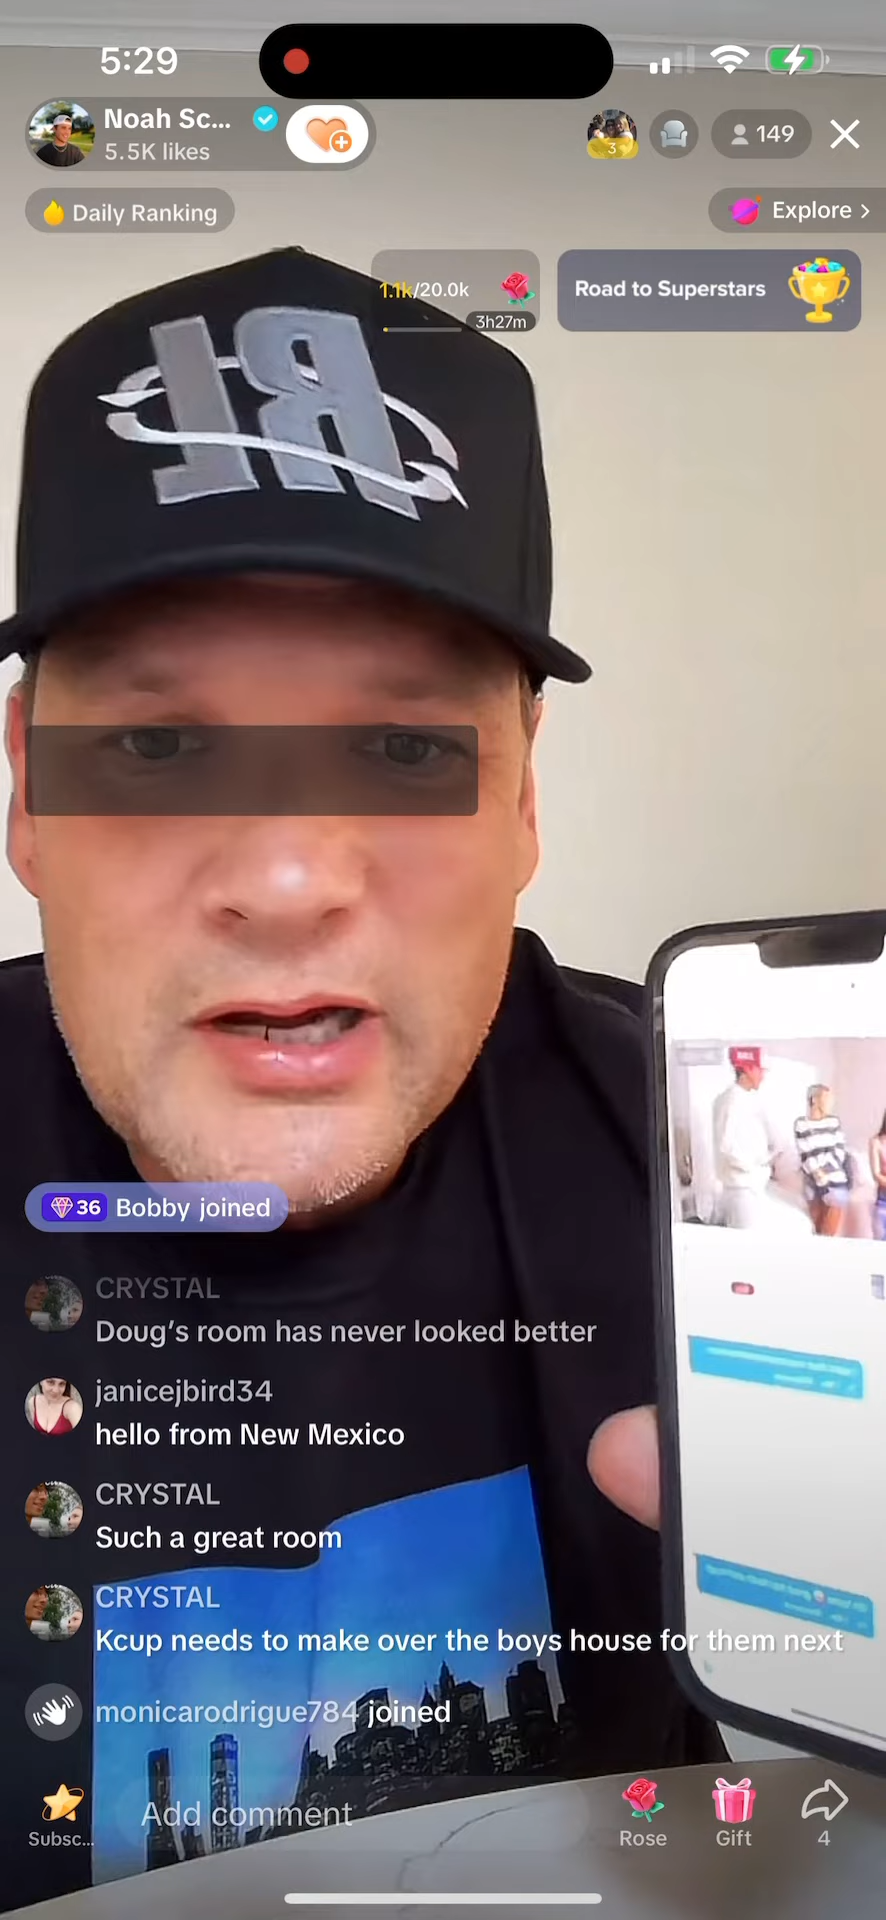 5:29
Noah Sc...
5.5K likes
3
149
Daily Ranking
Explore >
1.1k/20.0k
3h27m
Road to Superstars
RL
36 Bobby joined
CRYSTAL
Doug's room has never looked better
janicejbird34
hello from New Mexico
CRYSTAL
Such a great room
CRYSTAL
Kcup needs to make over the boys house for them next
monicarodrigue784 joined
Add comment
Subsc...
Rose
Gift
4